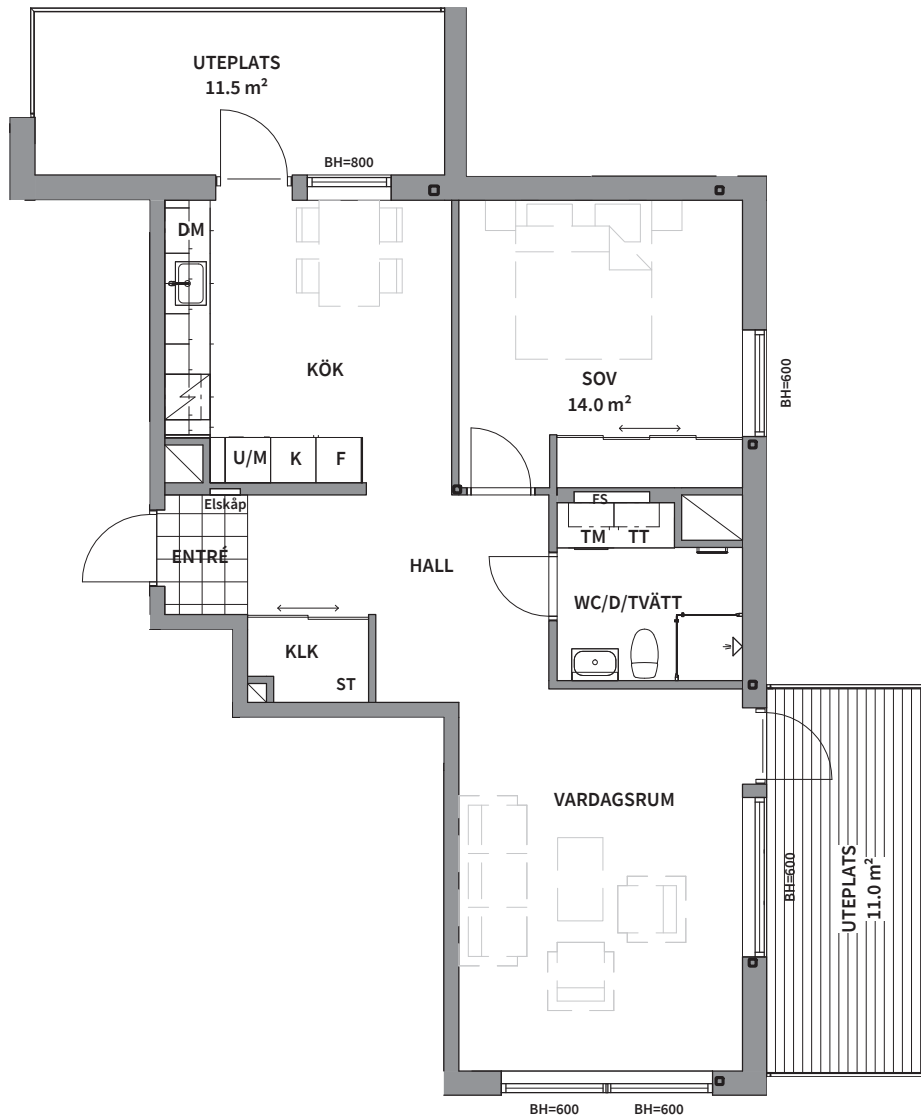 UTEPLATS
11.5 m²
BH=800
DM
KÖK
SOV
14.0 m²
BH=600
U/M K F
Elskåp
FS
ENTRÉ
HALL
TM TT
WC/D/TVÄTT
KLK
ST
VARDAGSRUM
BH=600
UTEPLATS
11.0 m²
BH=600 BH=600